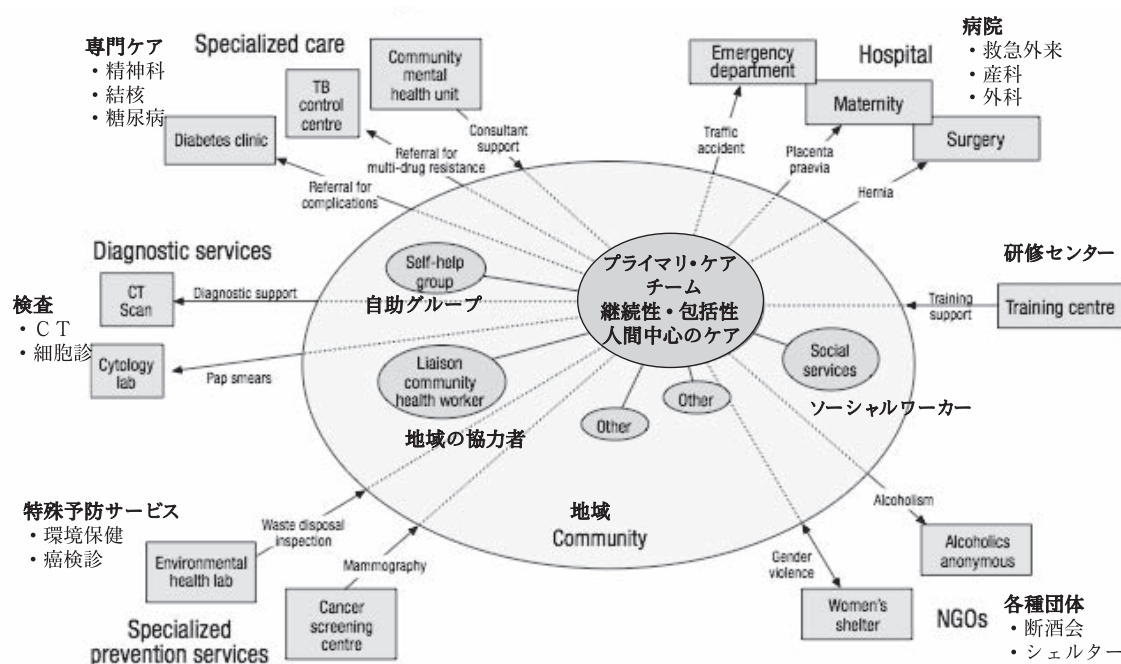 専門ケア
・精神科
・結核
・糖尿病
Specialized care
Community
mental
health unit
TB
control
centre
Diabetes clinic
Consultant
support
Referral for
multi-drug resistance
Referral for
complications
Emergency
department
Hospital
Maternity
Surgery
病院
・救急外来
・産科
・外科
Traffic
accident
Placenta
praevia
Hernia
Diagnostic services
検査
・CT
・細胞診
CT
Scan
Diagnostic support
Cytology
lab
Pap smears
Self-help
group
自助グループ
プライマリ・ケア
チーム
継続性・包括性
人間中心のケア
研修センター
Training
support
Training centre
Liaison
community
health worker
地域の協力者
Other
Other
Social
services
ソーシャルワーカー
特殊予防サービス
・環境保健
・癌検診
Waste disposal
inspection
Environmental
health lab
Mammography
Cancer
screening
centre
Specialized
prevention services
地域
Community
Alcoholism
Alcoholics
anonymous
Gender
violence
Women's
shelter
NGOs
各種団体
・断酒会
・シェルター